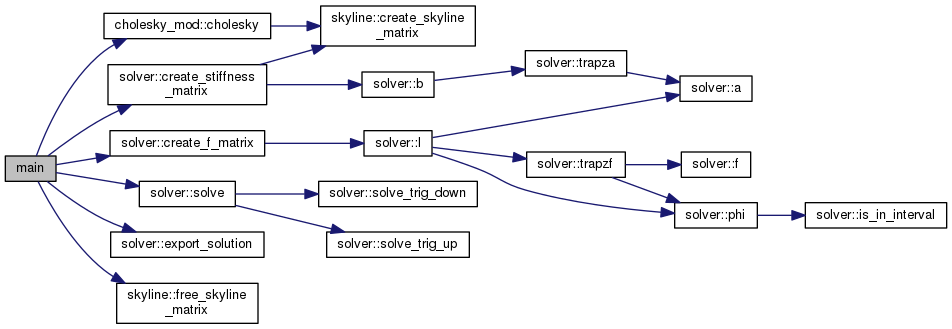 main
cholesky_mod::cholesky
skyline::create_skyline
_matrix
solver::create_stiffness
_matrix
solver::b
solver::trapza
solver::a
solver::create_f_matrix
solver::l
solver::trapzf
solver::f
solver::phi
solver::is_in_interval
solver::solve
solver::solve_trig_down
solver::solve_trig_up
solver::export_solution
skyline::free_skyline
_matrix